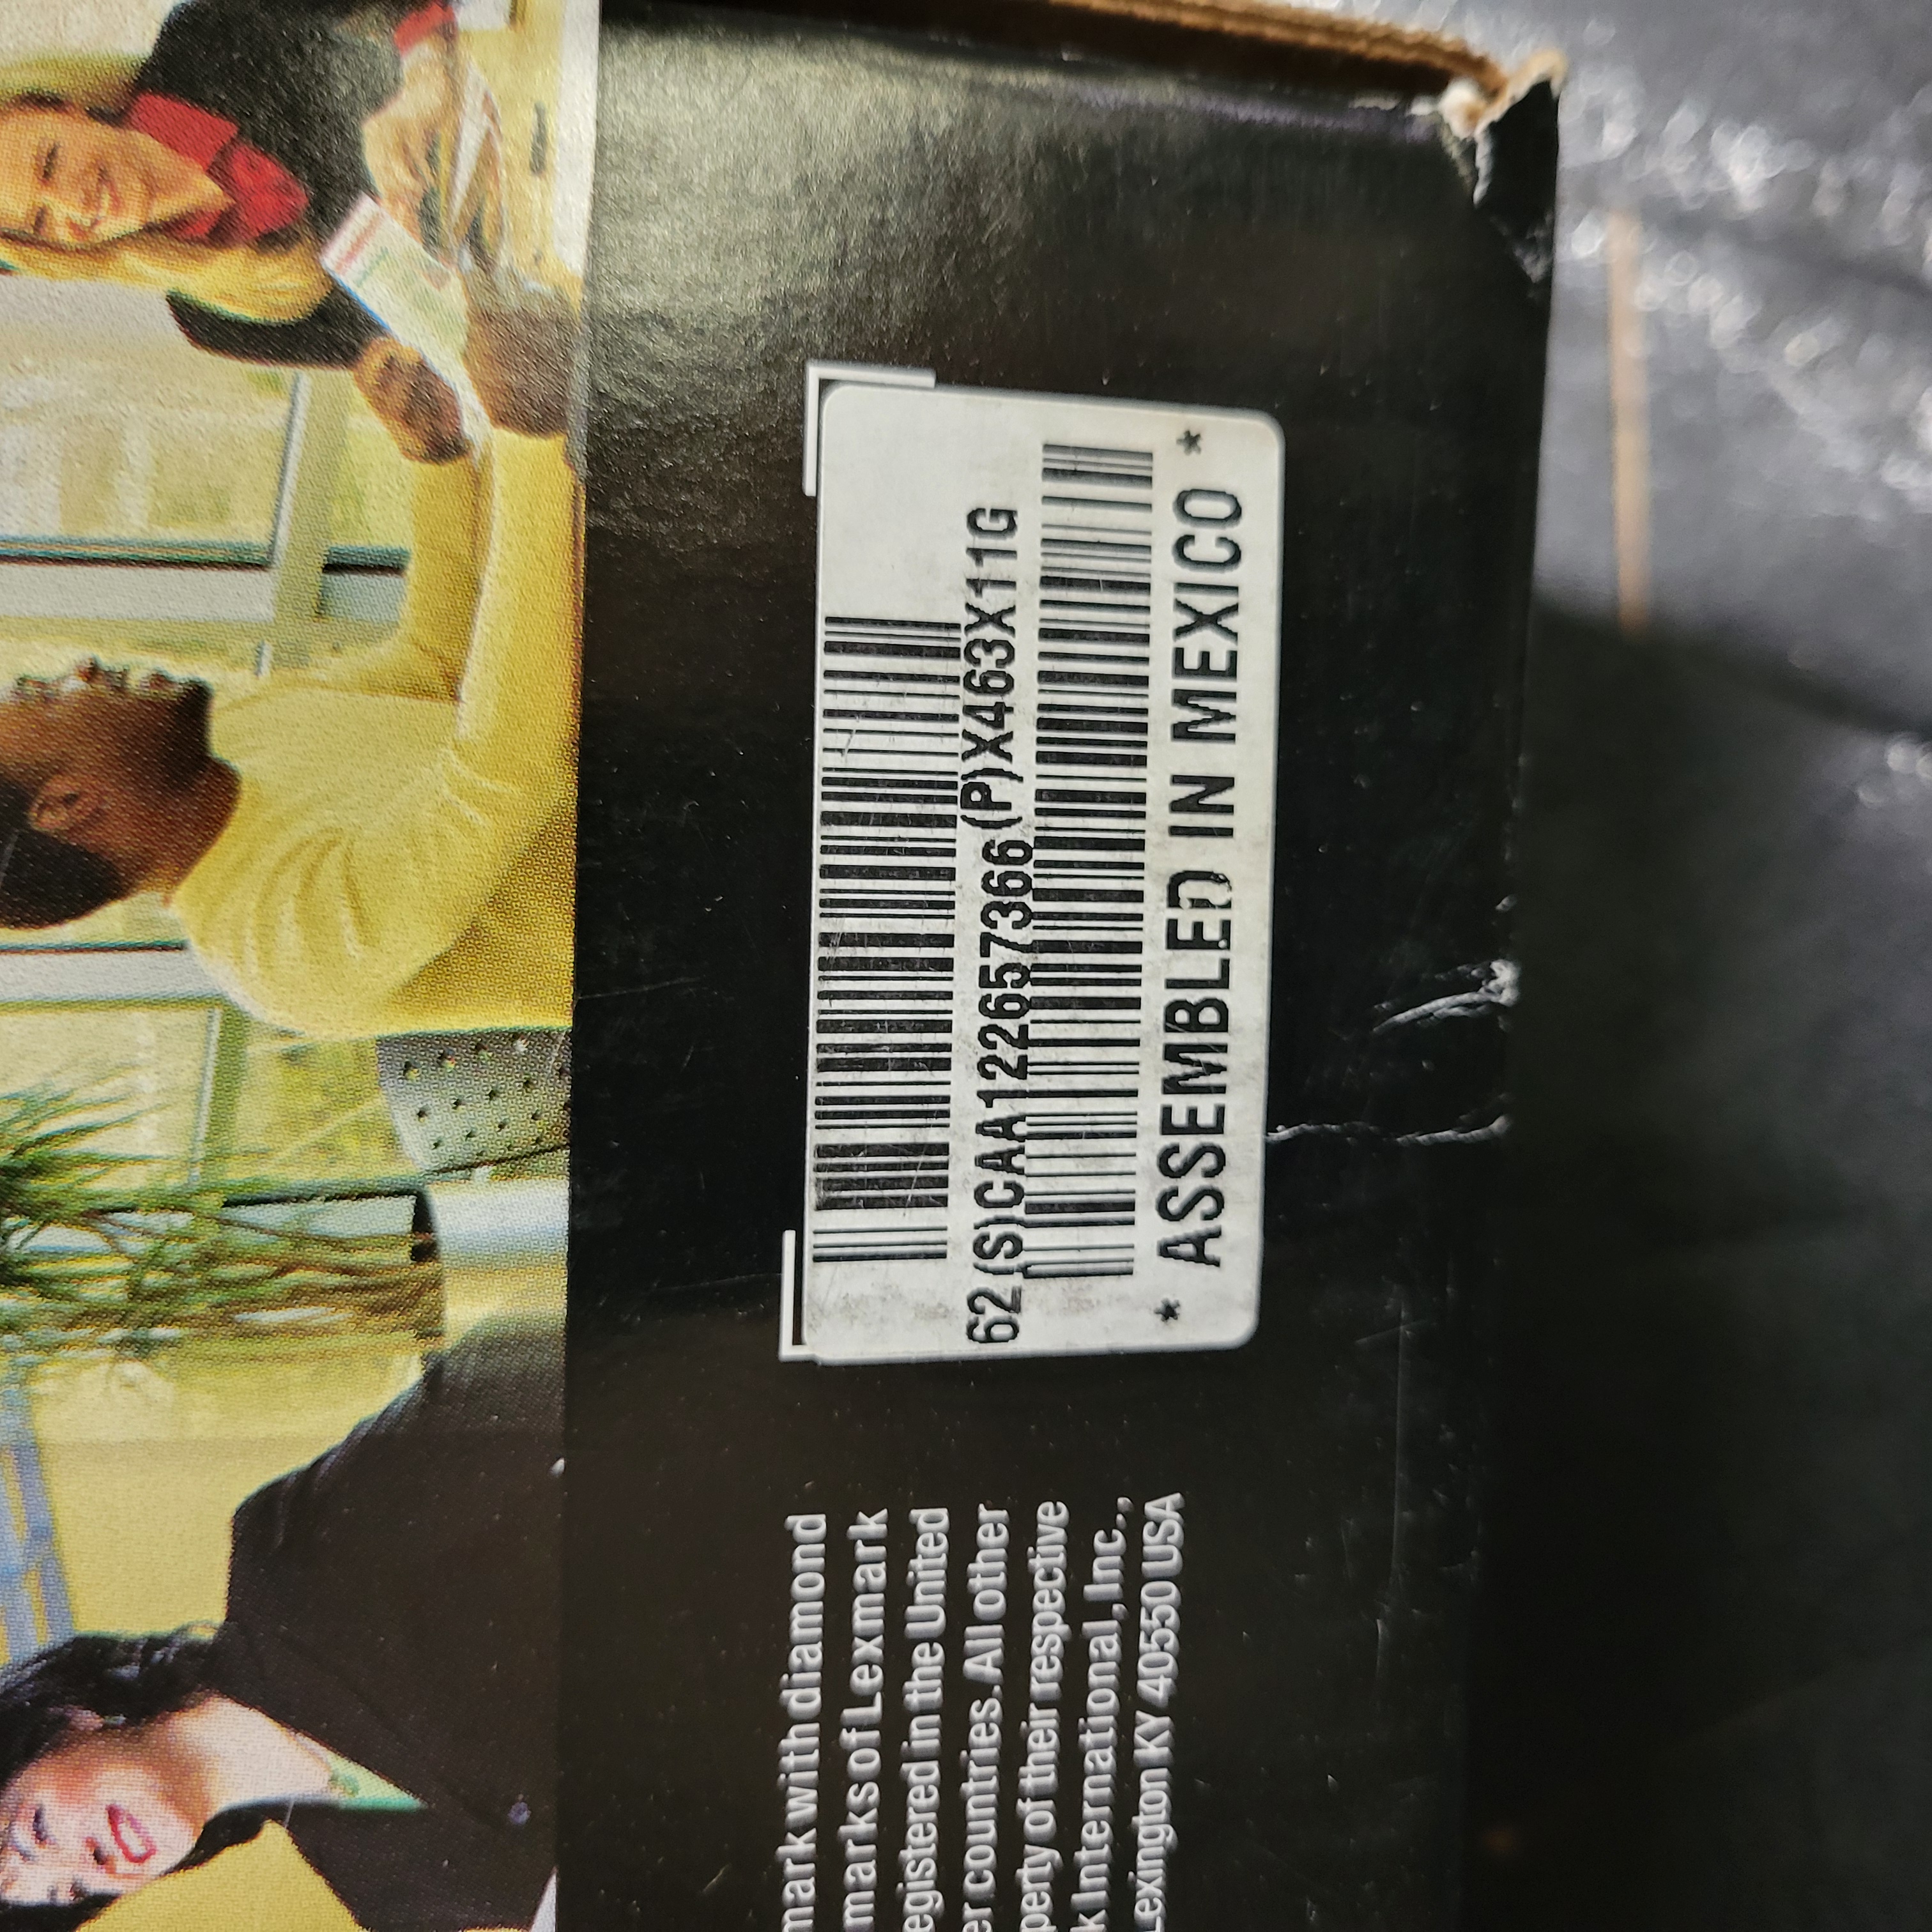 62(S)CAA122657366 (P)X463X11G
* ASSEMBLED IN MEXICO *
mark with diamond
marks of Lexmark
egistered in the United
er countries. All other
perty of their respective
k International, Inc.,
Lexington KY 40550 USA